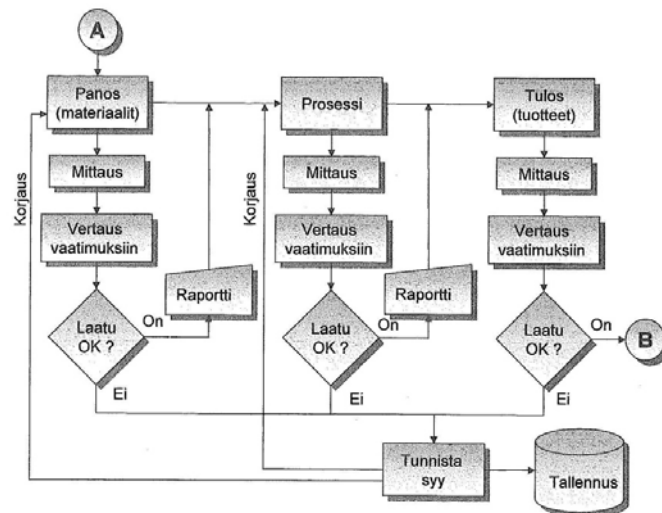 A
Panos
(materiaalit)
Prosessi
Tulos
(tuotteet)
Mittaus
Mittaus
Mittaus
Korjaus
Korjaus
Vertaus
vaatimuksiin
Vertaus
vaatimuksiin
Vertaus
vaatimuksiin
Raportti
Raportti
Laatu
OK ?
On
Laatu
OK ?
On
Laatu
OK ?
On
B
Ei
Ei
Ei
Tunnista
syy
Tallennus